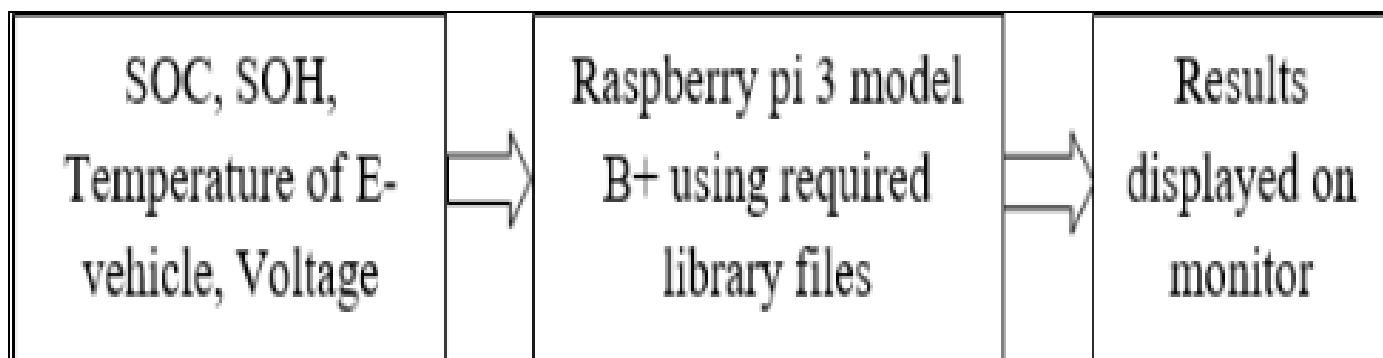 SOC, SOH,
Temperature of E-
vehicle, Voltage
Raspberry pi 3 model
B+ using required
library files
Results
displayed on
monitor